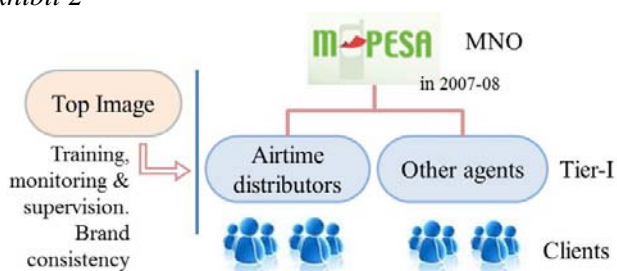 Exhibit 2
M-PESA MNO
in 2007-08
Top Image
Training,
monitoring &
supervision.
Brand
consistency
Airtime
distributors
Other agents
Tier-I
Clients